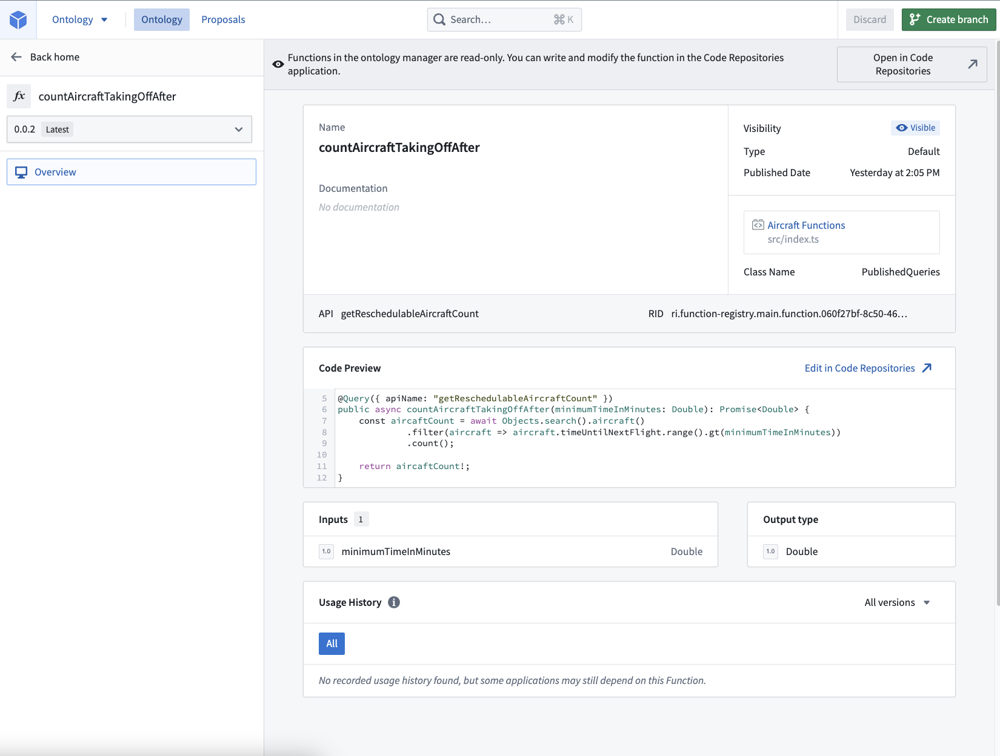 Ontology
Ontology
Proposals
Search...
⌘ K
Discard
Create branch
Back home
fx
countAircraftTakingOffAfter
0.0.2 Latest
Overview
Functions in the ontology manager are read-only. You can write and modify the function in the Code Repositories
application.
Open in Code
Repositories
Name
countAircraftTakingOffAfter
Documentation
No documentation
Visibility Visible
Type Default
Published Date Yesterday at 2:05 PM
Aircraft Functions
src/index.ts
Class Name PublishedQueries
API getReschedulableAircraftCount
RID ri.function-registry.main.function.060f27bf-8c50-46...
Code Preview
Edit in Code Repositories
5 @Query({ apiName: "getReschedulableAircraftCount" })
6 public async countAircraftTakingOffAfter(minimumTimeInMinutes: Double): Promise<Double> {
7 const aircaftCount = await Objects.search().aircraft()
8 .filter(aircraft => aircraft.timeUntilNextFlight.range().gt(minimumTimeInMinutes))
9 .count();
10
11 return aircaftCount!;
12 }
Inputs 1
1.0 minimumTimeInMinutes Double
Output type
1.0 Double
Usage History
All versions
All
No recorded usage history found, but some applications may still depend on this Function.